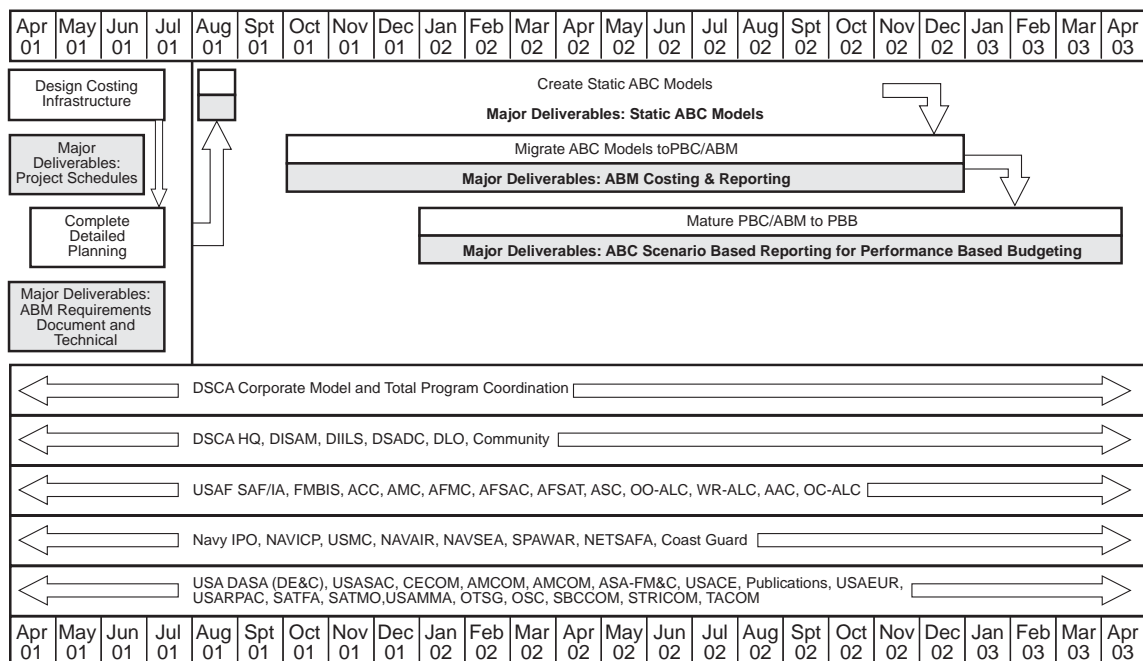 Apr May Jun Jul Aug Spt Oct Nov Dec Jan Feb Mar Apr May Jun Jul Aug Spt Oct Nov Dec Jan Feb Mar Apr
01 01 01 01 01 01 01 01 01 02 02 02 02 02 02 02 02 02 02 02 02 03 03 03 03
Design Costing
Infrastructure
Major
Deliverables:
Project Schedules
Complete
Detailed
Planning
Major Deliverables:
ABM Requirements
Document and
Technical
Create Static ABC Models
Major Deliverables: Static ABC Models
Migrate ABC Models toPBC/ABM
Major Deliverables: ABM Costing & Reporting
Mature PBC/ABM to PBB
Major Deliverables: ABC Scenario Based Reporting for Performance Based Budgeting
DSCA Corporate Model and Total Program Coordination
DSCA HQ, DISAM, DIILS, DSADC, DLO, Community
USAF SAF/IA, FMBIS, ACC, AMC, AFMC, AFSAC, AFSAT, ASC, OO-ALC, WR-ALC, AAC, OC-ALC
Navy IPO, NAVICP, USMC, NAVAIR, NAVSEA, SPAWAR, NETSAFA, Coast Guard
USA DASA (DE&C), USASAC, CECOM, AMCOM, AMCOM, ASA-FM&C, USACE, Publications, USAEUR,
USARPAC, SATFA, SATMO,USAMMA, OTSG, OSC, SBCCOM, STRICOM, TACOM
Apr May Jun Jul Aug Spt Oct Nov Dec Jan Feb Mar Apr May Jun Jul Aug Spt Oct Nov Dec Jan Feb Mar Apr
01 01 01 01 01 01 01 01 01 02 02 02 02 02 02 02 02 02 02 02 02 03 03 03 03